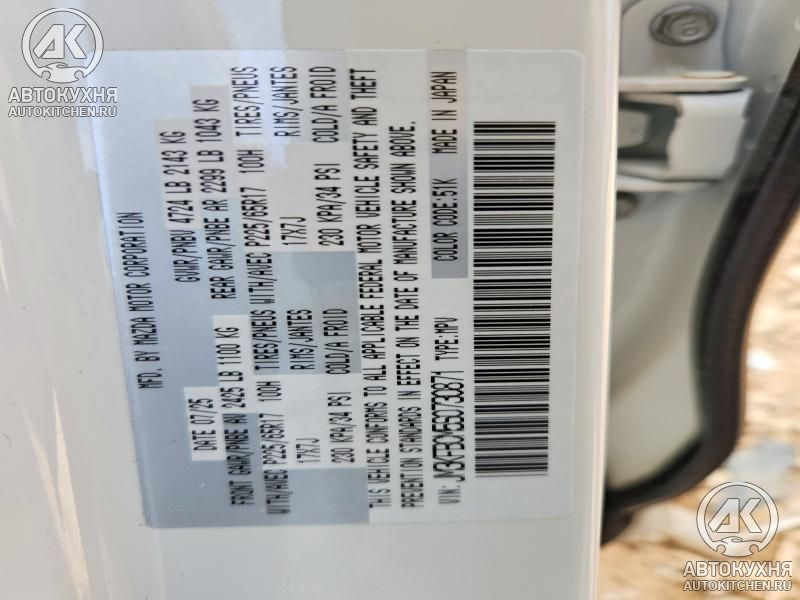 MFD. BY MAZDA MOTOR CORPORATION
DATE 07/25 GVWR/PNBV 4724 LB 2143 KG
FRONT GAWR/PNBE AV 2425 LB 1100 KG REAR GAWR/PNBE AR 2299 LB 1043 KG
WITH/AVEC P225/65R17 100H TIRES/PNEUS WITH/AVEC P225/65R17 100H TIRES/PNEUS
17X7J RIMS/JANTES 17X7J RIMS/JANTES
230 KPA/34 PSI COLD/A FROID 230 KPA/34 PSI COLD/A FROID
THIS VEHICLE CONFORMS TO ALL APPLICABLE FEDERAL MOTOR VEHICLE SAFETY AND THEFT
PREVENTION STANDARDS IN EFFECT ON THE DATE OF MANUFACTURE SHOWN ABOVE.
VIN: TYPE:MPV COLOR CODE:51K MADE IN JAPAN
АК
АВТОКУХНЯ
AUTOKITCHEN.RU
АК
АВТОКУХНЯ
AUTOKITCHEN.RU